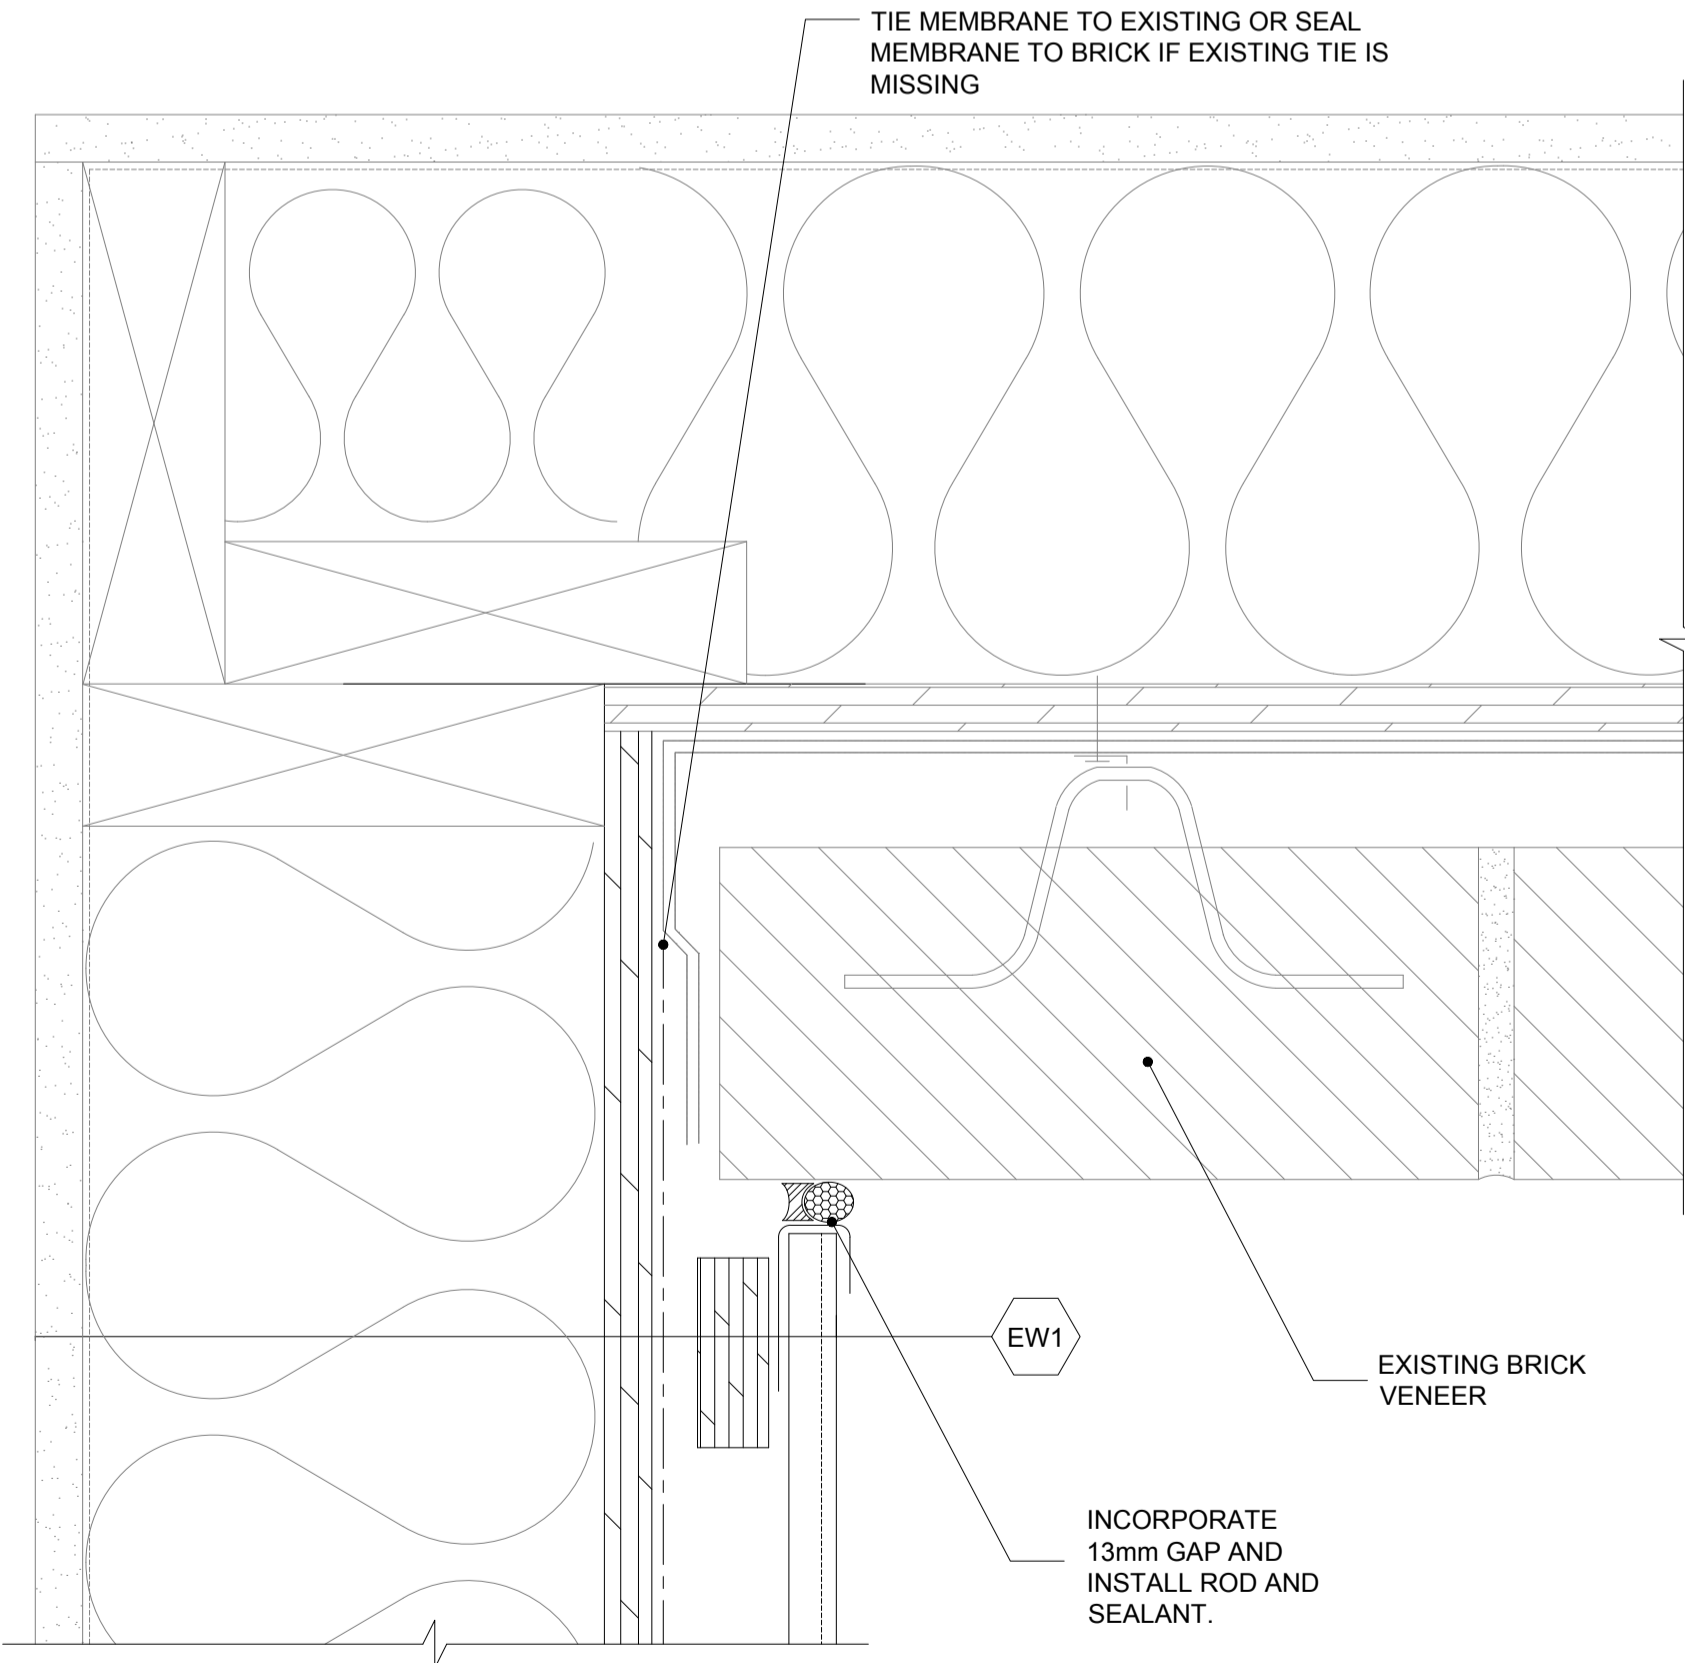 TIE MEMBRANE TO EXISTING OR SEAL
MEMBRANE TO BRICK IF EXISTING TIE IS
MISSING
EW1
EXISTING BRICK
VENEER
INCORPORATE
13mm GAP AND
INSTALL ROD AND
SEALANT.